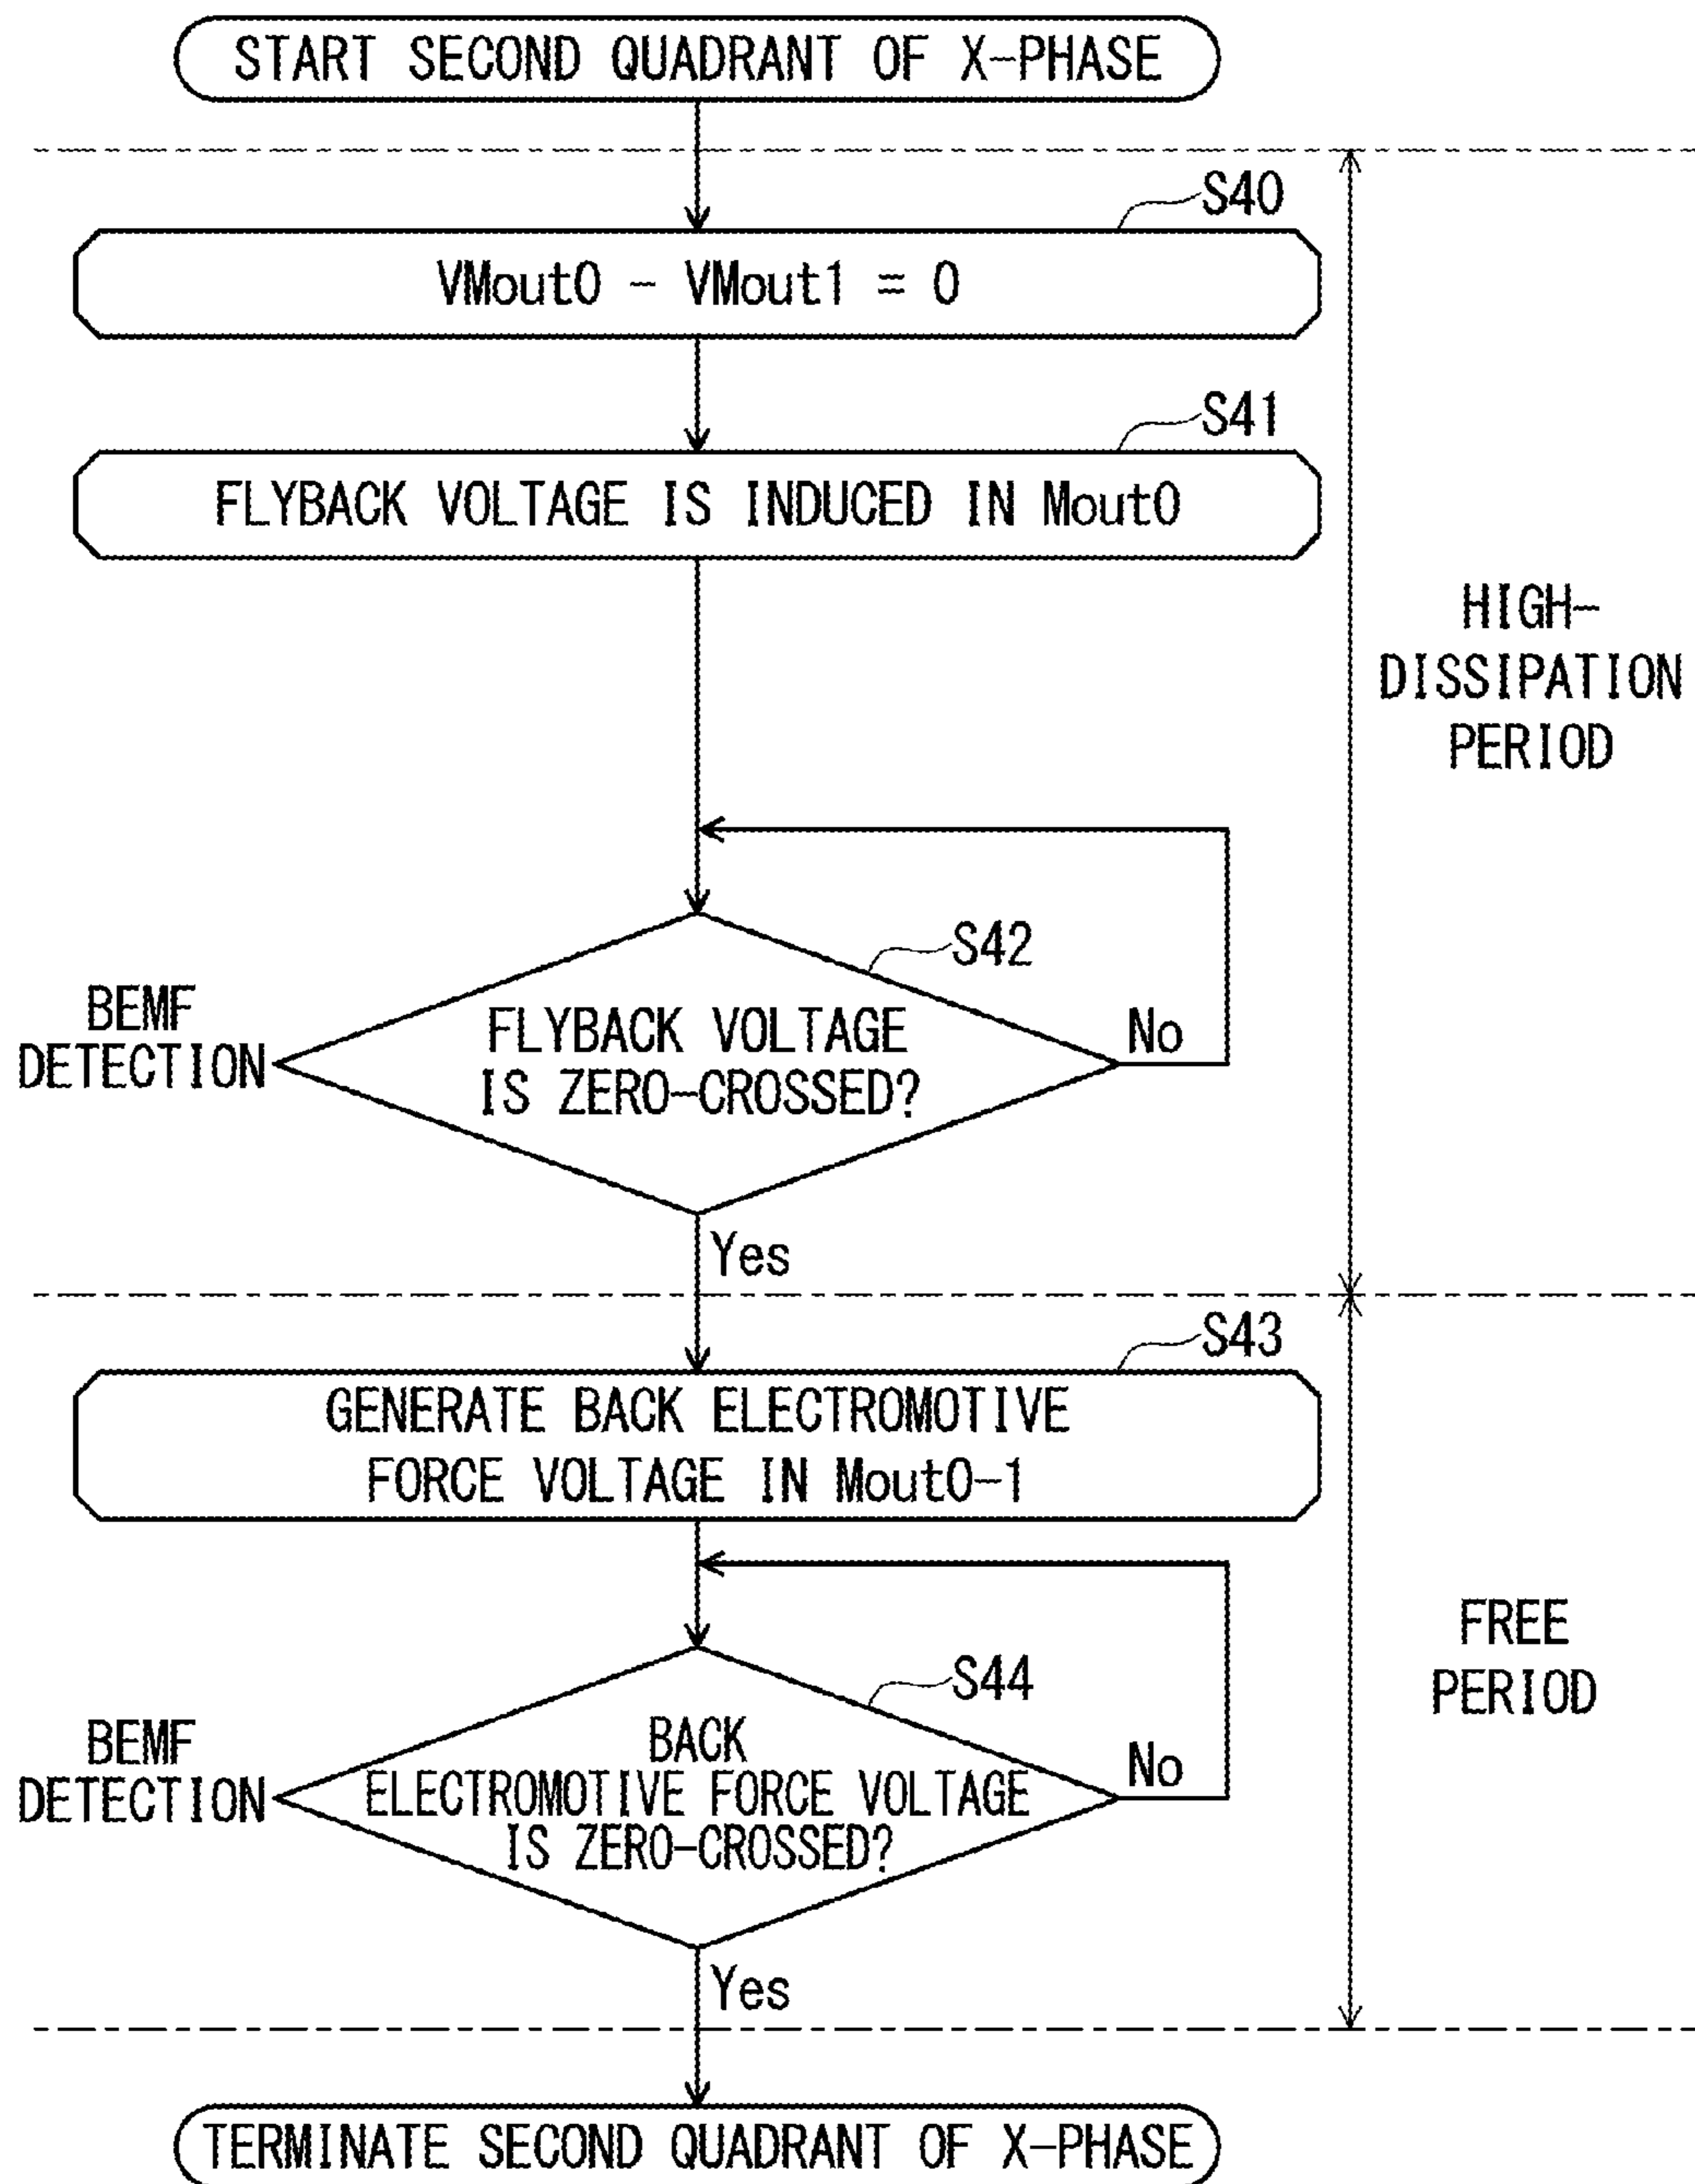 START SECOND QUADRANT OF X-PHASE
S40
VMout0 - VMout1 = 0
S41
FLYBACK VOLTAGE IS INDUCED IN Mout0
HIGH-
DISSIPATION
PERIOD
S42
BEMF
DETECTION
FLYBACK VOLTAGE
IS ZERO-CROSSED?
No
Yes
S43
GENERATE BACK ELECTROMOTIVE
FORCE VOLTAGE IN Mout0-1
FREE
PERIOD
S44
BEMF
DETECTION
BACK
ELECTROMOTIVE FORCE VOLTAGE
IS ZERO-CROSSED?
No
Yes
TERMINATE SECOND QUADRANT OF X-PHASE